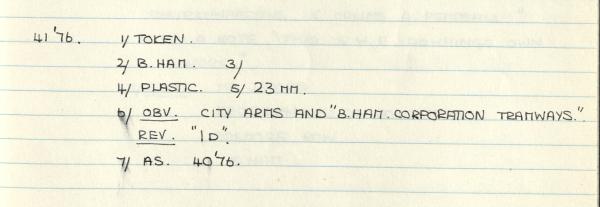 41'76. 1/ TOKEN.
2/ B.HAM. 3/
4/ PLASTIC. 5/ 23 MM.
6/ OBV. CITY ARMS AND "B.HAM. CORPORATION TRAMWAYS."
REV. "1D".
7/ AS. 40'76.